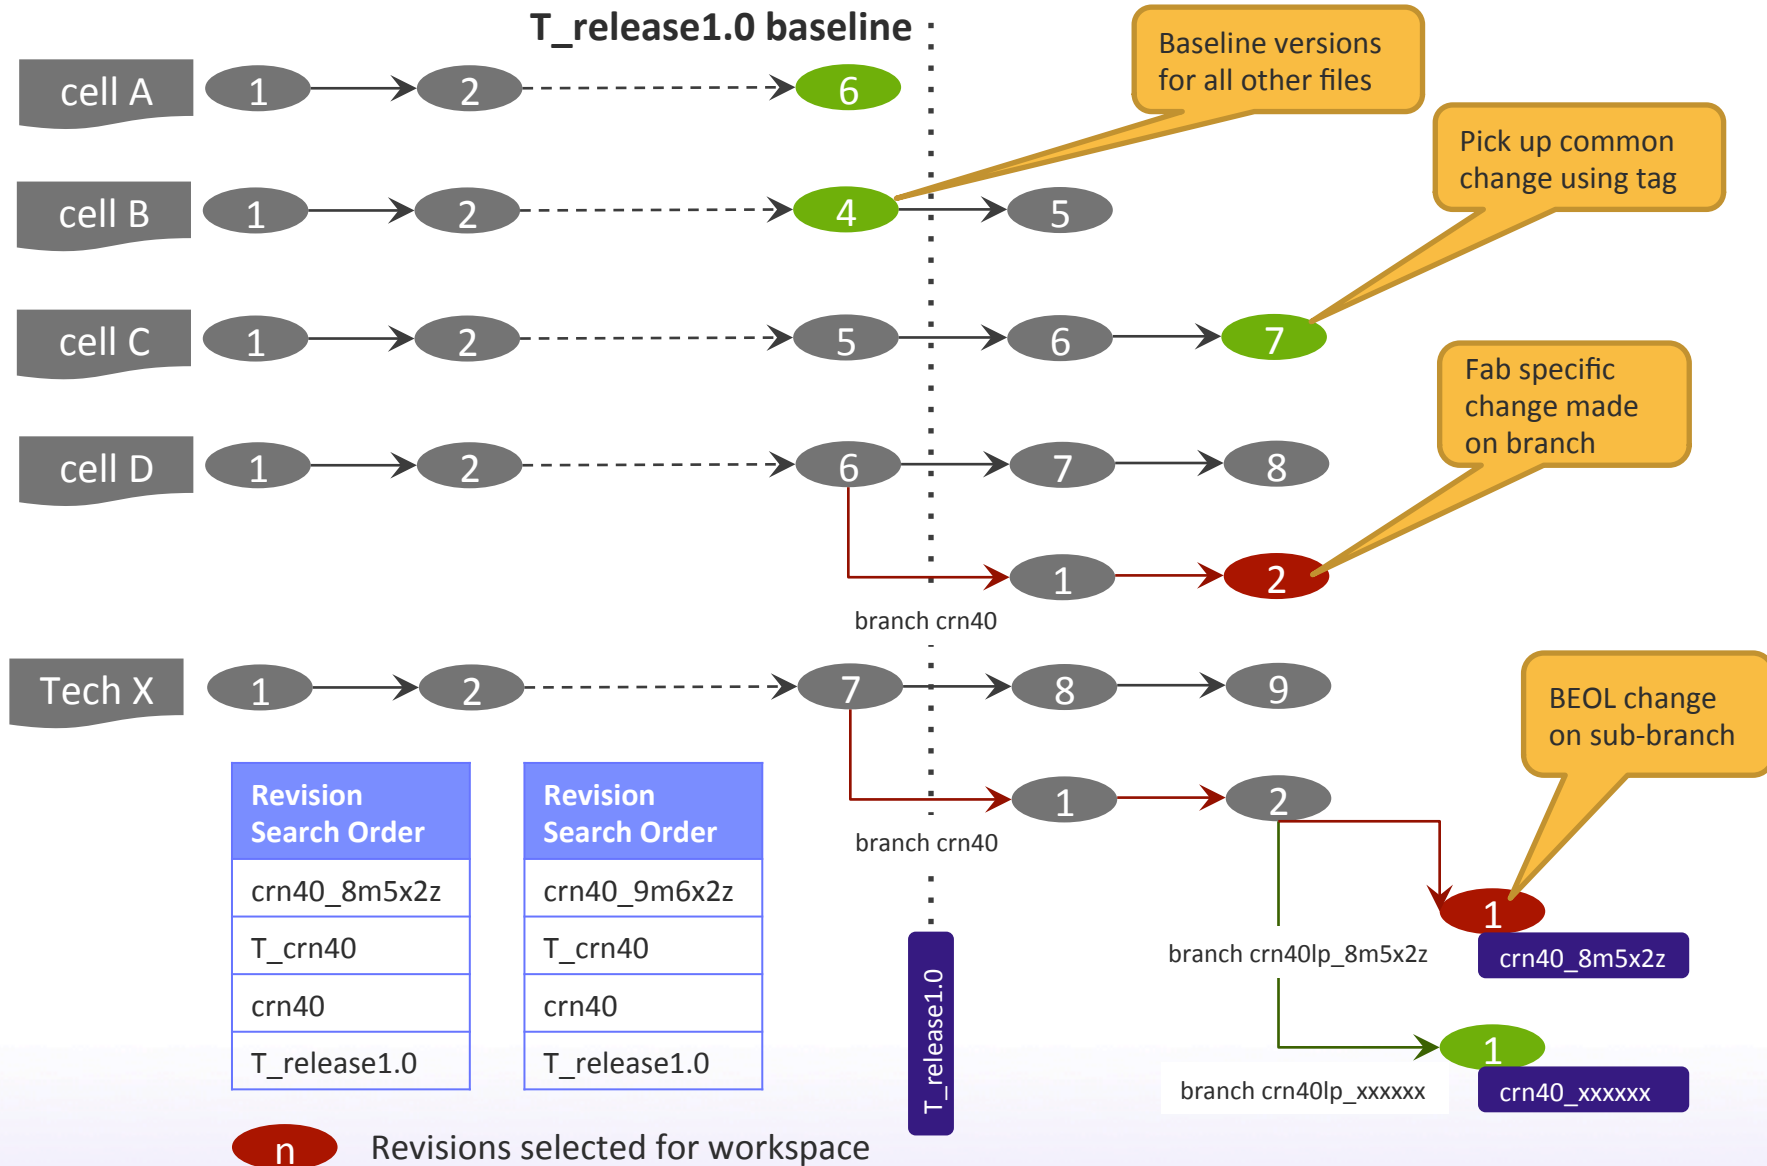 T_release1.0 baseline
cell A
1
2
6
Baseline versions
for all other files
cell B
1
2
4
5
Pick up common
change using tag
cell C
1
2
5
6
7
Fab specific
change made
on branch
cell D
1
2
6
7
8
1
2
branch crn40
Tech X
1
2
7
8
9
BEOL change
on sub-branch
1
2
branch crn40
Revision
Search Order
crn40_8m5x2z
T_crn40
crn40
T_release1.0
Revision
Search Order
crn40_9m6x2z
T_crn40
crn40
T_release1.0
T_release1.0
1
branch crn40lp_8m5x2z
crn40_8m5x2z
1
branch crn40lp_xxxxxx
crn40_xxxxxx
n
Revisions selected for workspace